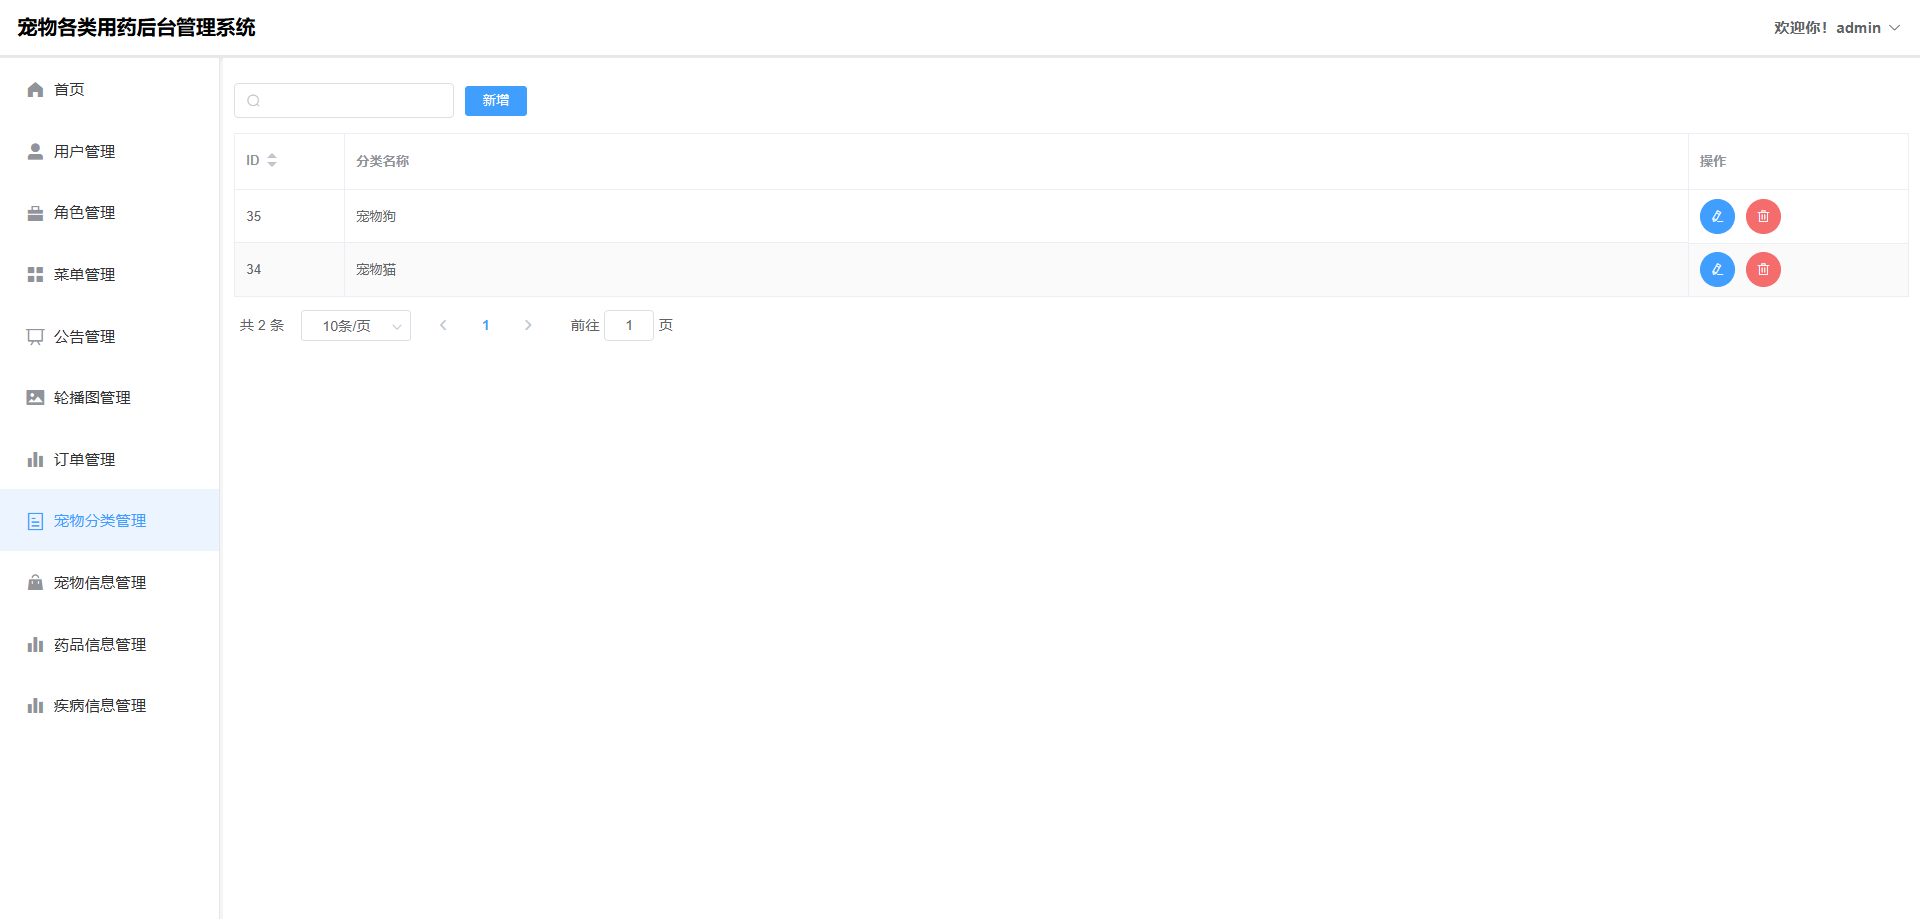 宠物各类用药后台管理系统
欢迎你！admin
首页
用户管理
角色管理
菜单管理
公告管理
轮播图管理
订单管理
宠物分类管理
宠物信息管理
药品信息管理
疾病信息管理
新增
ID 分类名称 操作
35 宠物狗
34 宠物猫
共 2 条 10条/页 1 前往 1 页